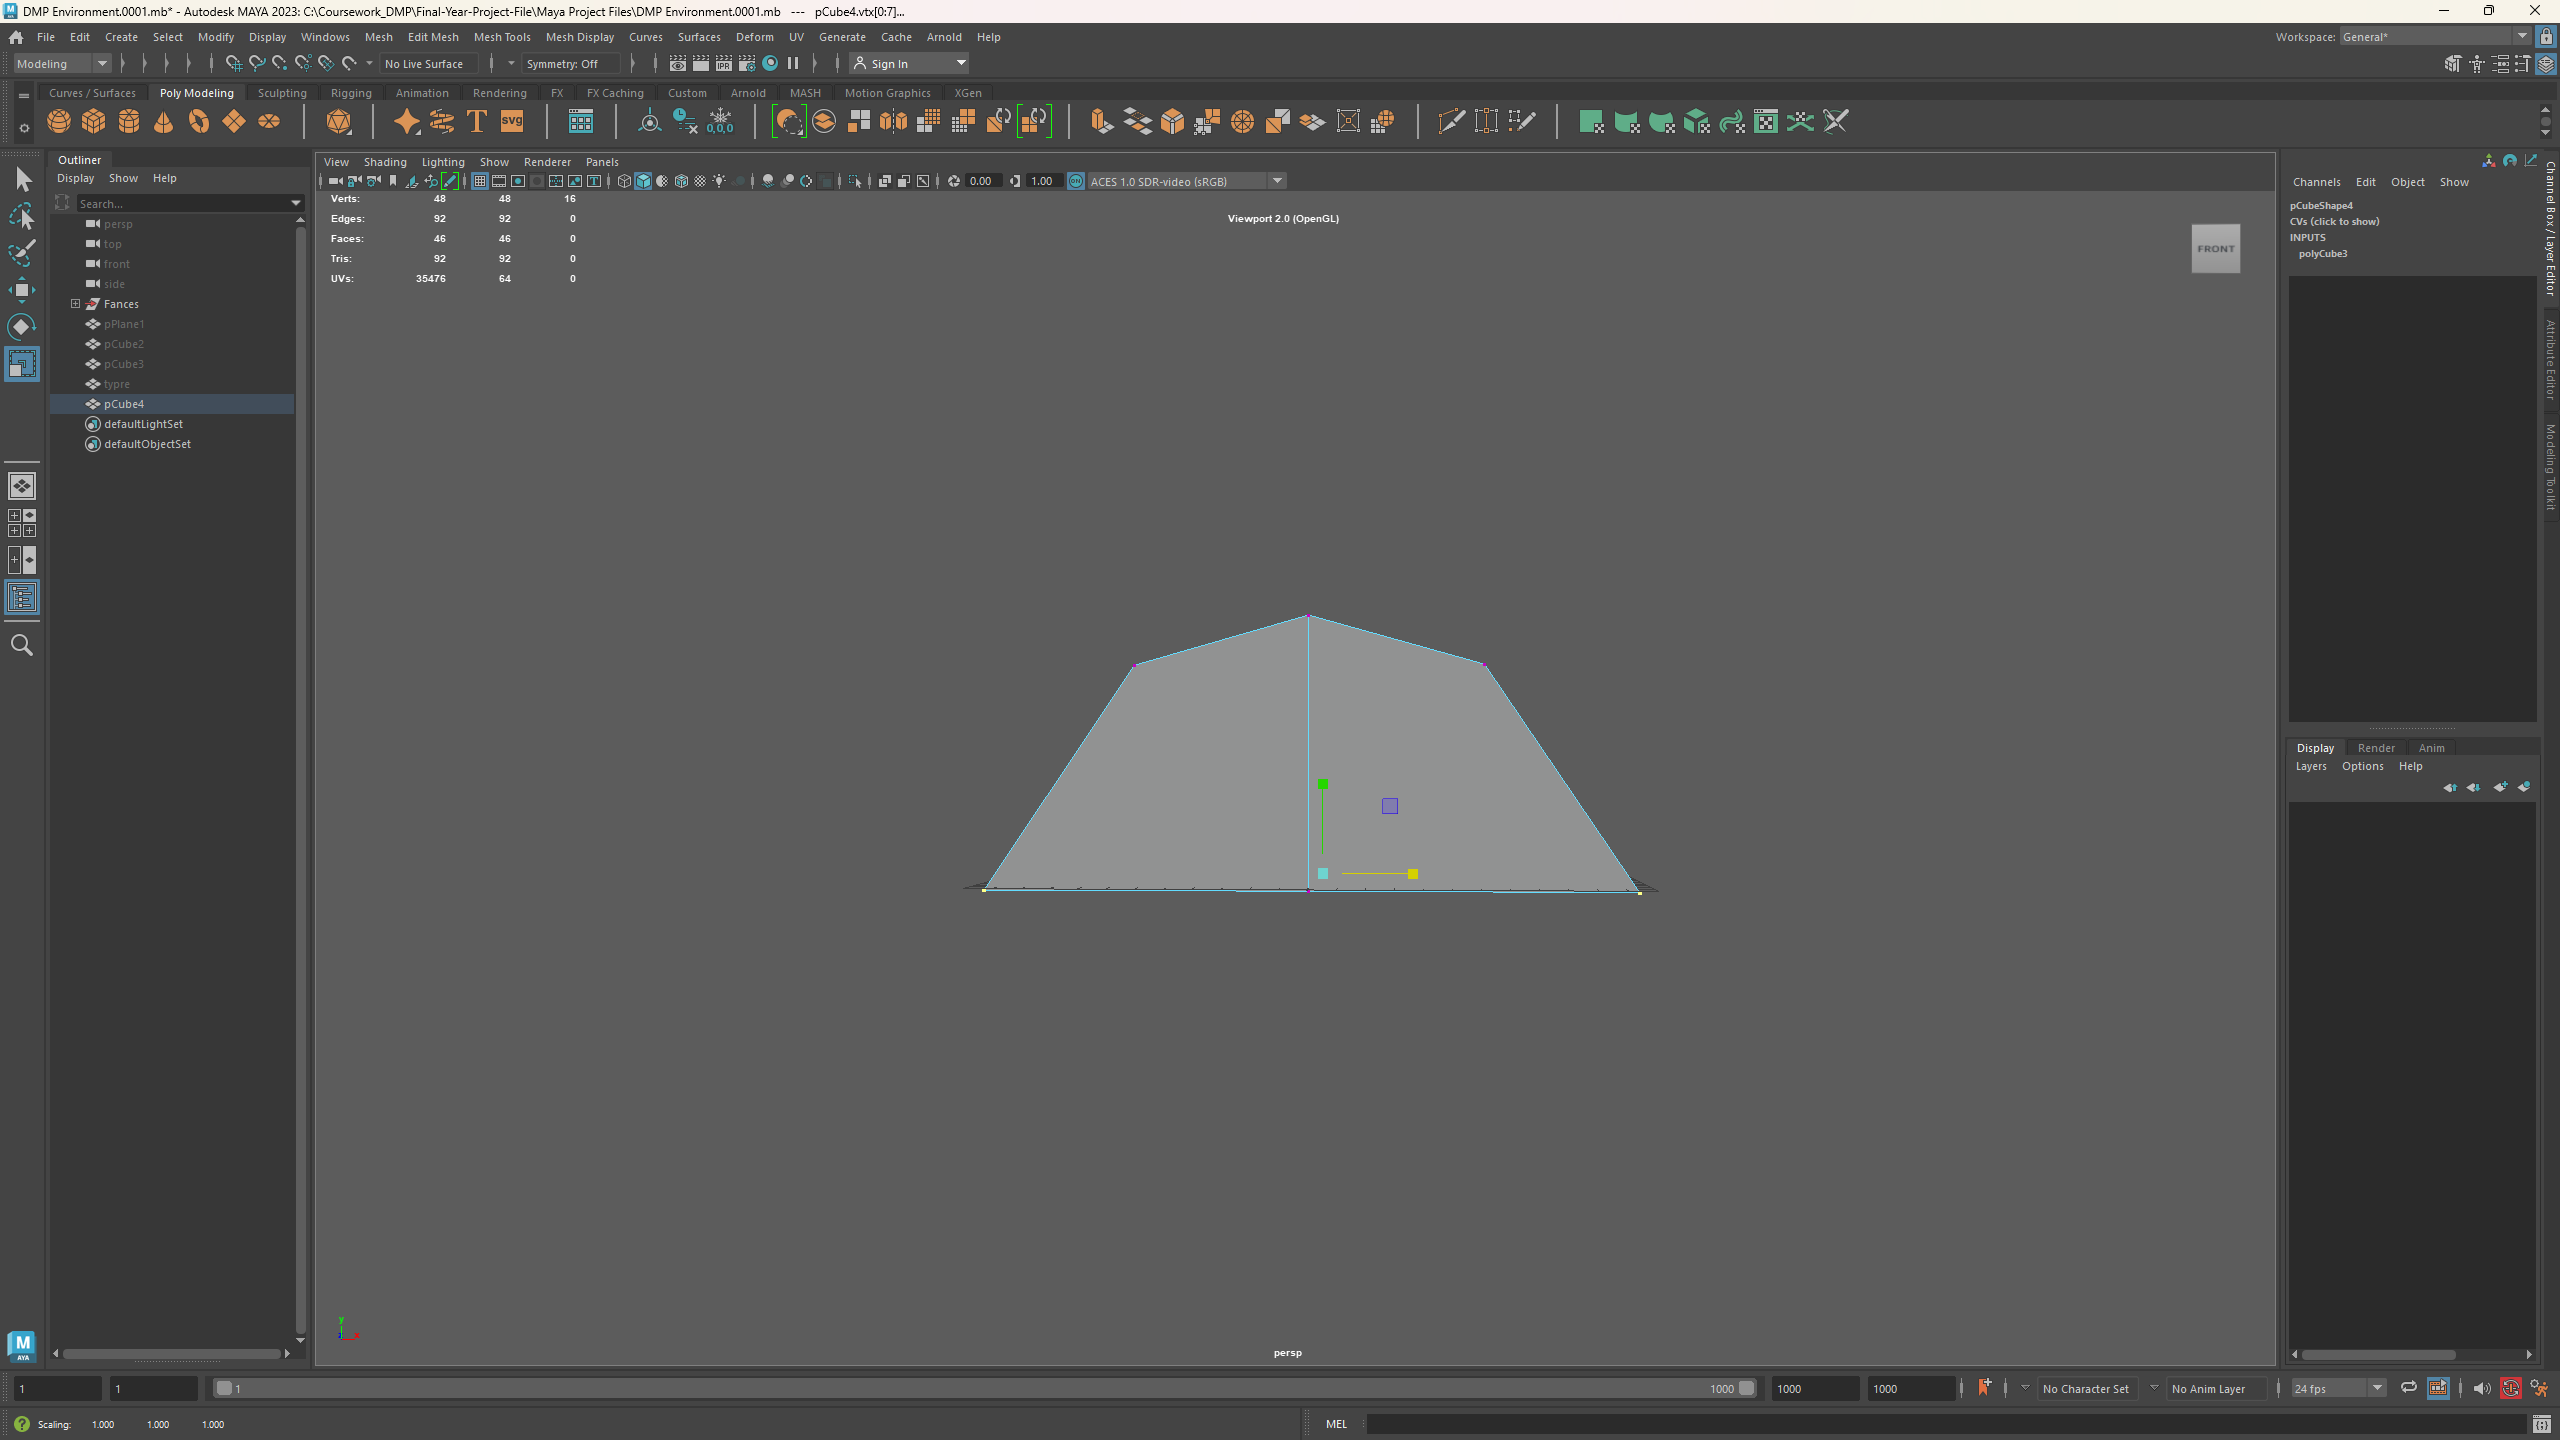 DMP Environment.0001.mb* - Autodesk MAYA 2023: C:\Coursework_DMP\Final-Year-Project-File\Maya Project Files\DMP Environment.0001.mb --- pCube4.vtx[0:7]...
File Edit Create Select Modify Display Windows Mesh Edit Mesh Mesh Tools Mesh Display Curves Surfaces Deform UV Generate Cache Arnold Help
Workspace: General*
Modeling
No Live Surface
Symmetry: Off
IPR
Sign In
Curves / Surfaces Poly Modeling Sculpting Rigging Animation Rendering FX FX Caching Custom Arnold MASH Motion Graphics XGen
T
SVG
0,0,0
Outliner
Display Show Help
Search...
persp
top
front
side
Fances
pPlane1
pCube2
pCube3
typre
pCube4
defaultLightSet
defaultObjectSet
View Shading Lighting Show Renderer Panels
0.00
1.00
ON
ACES 1.0 SDR-video (sRGB)
Verts: 48 48 16
Edges: 92 92 0
Faces: 46 46 0
Tris: 92 92 0
UVs: 35476 64 0
Viewport 2.0 (OpenGL)
FRONT
y
z
x
persp
Channels Edit Object Show
pCubeShape4
CVs (click to show)
INPUTS
polyCube3
Channel Box / Layer Editor
Attribute Editor
Modeling Toolkit
Display Render Anim
Layers Options Help
M
AYA
1
1
1
1000
1000
1000
No Character Set
No Anim Layer
24 fps
Scaling: 1.000 1.000 1.000
MEL